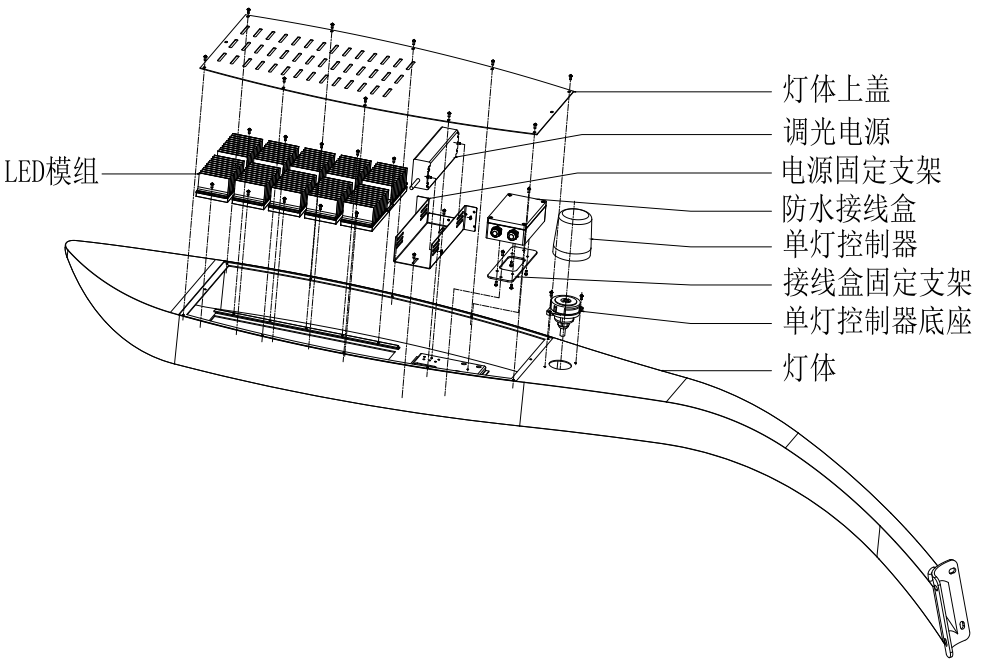 灯体上盖
调光电源
LED模组
电源固定支架
防水接线盒
单灯控制器
接线盒固定支架
单灯控制器底座
灯体